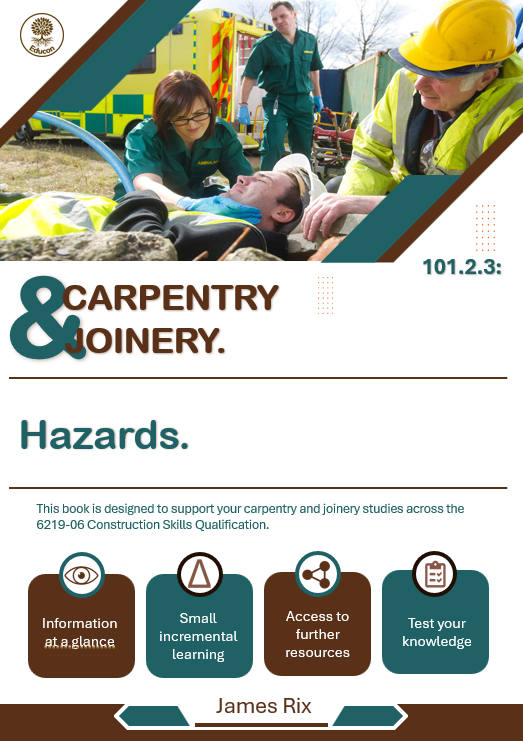 Educon
AMBULANCE
101.2.3:
&
CARPENTRY
JOINERY.
Hazards.
This book is designed to support your carpentry and joinery studies across the
6219-06 Construction Skills Qualification.
Information
at a glance
Small
incremental
learning
Access to
further
resources
Test your
knowledge
James Rix